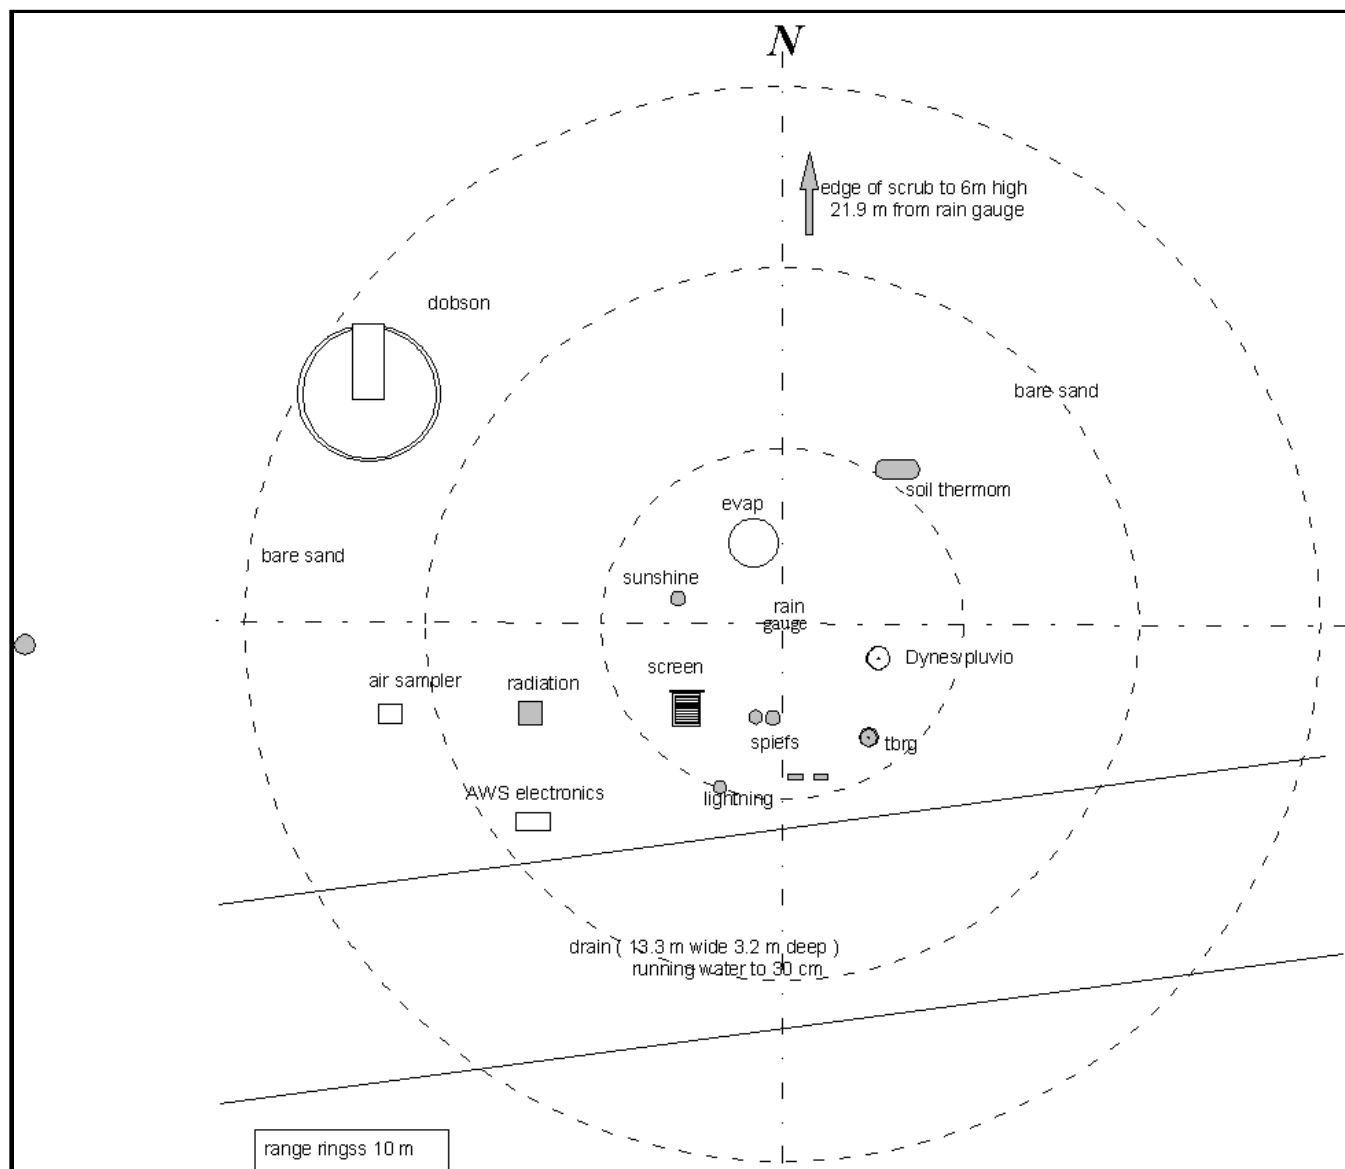 N
edge of scrub to 6m high
21.9 m from rain gauge
dobson
bare sand
soil thermom
evap
bare sand
sunshine
rain
gauge
Dynes/pluvio
screen
air sampler
radiation
spiefs
tbrg
AWS electronics
lightning
drain ( 13.3 m wide 3.2 m deep )
running water to 30 cm
range ringss 10 m